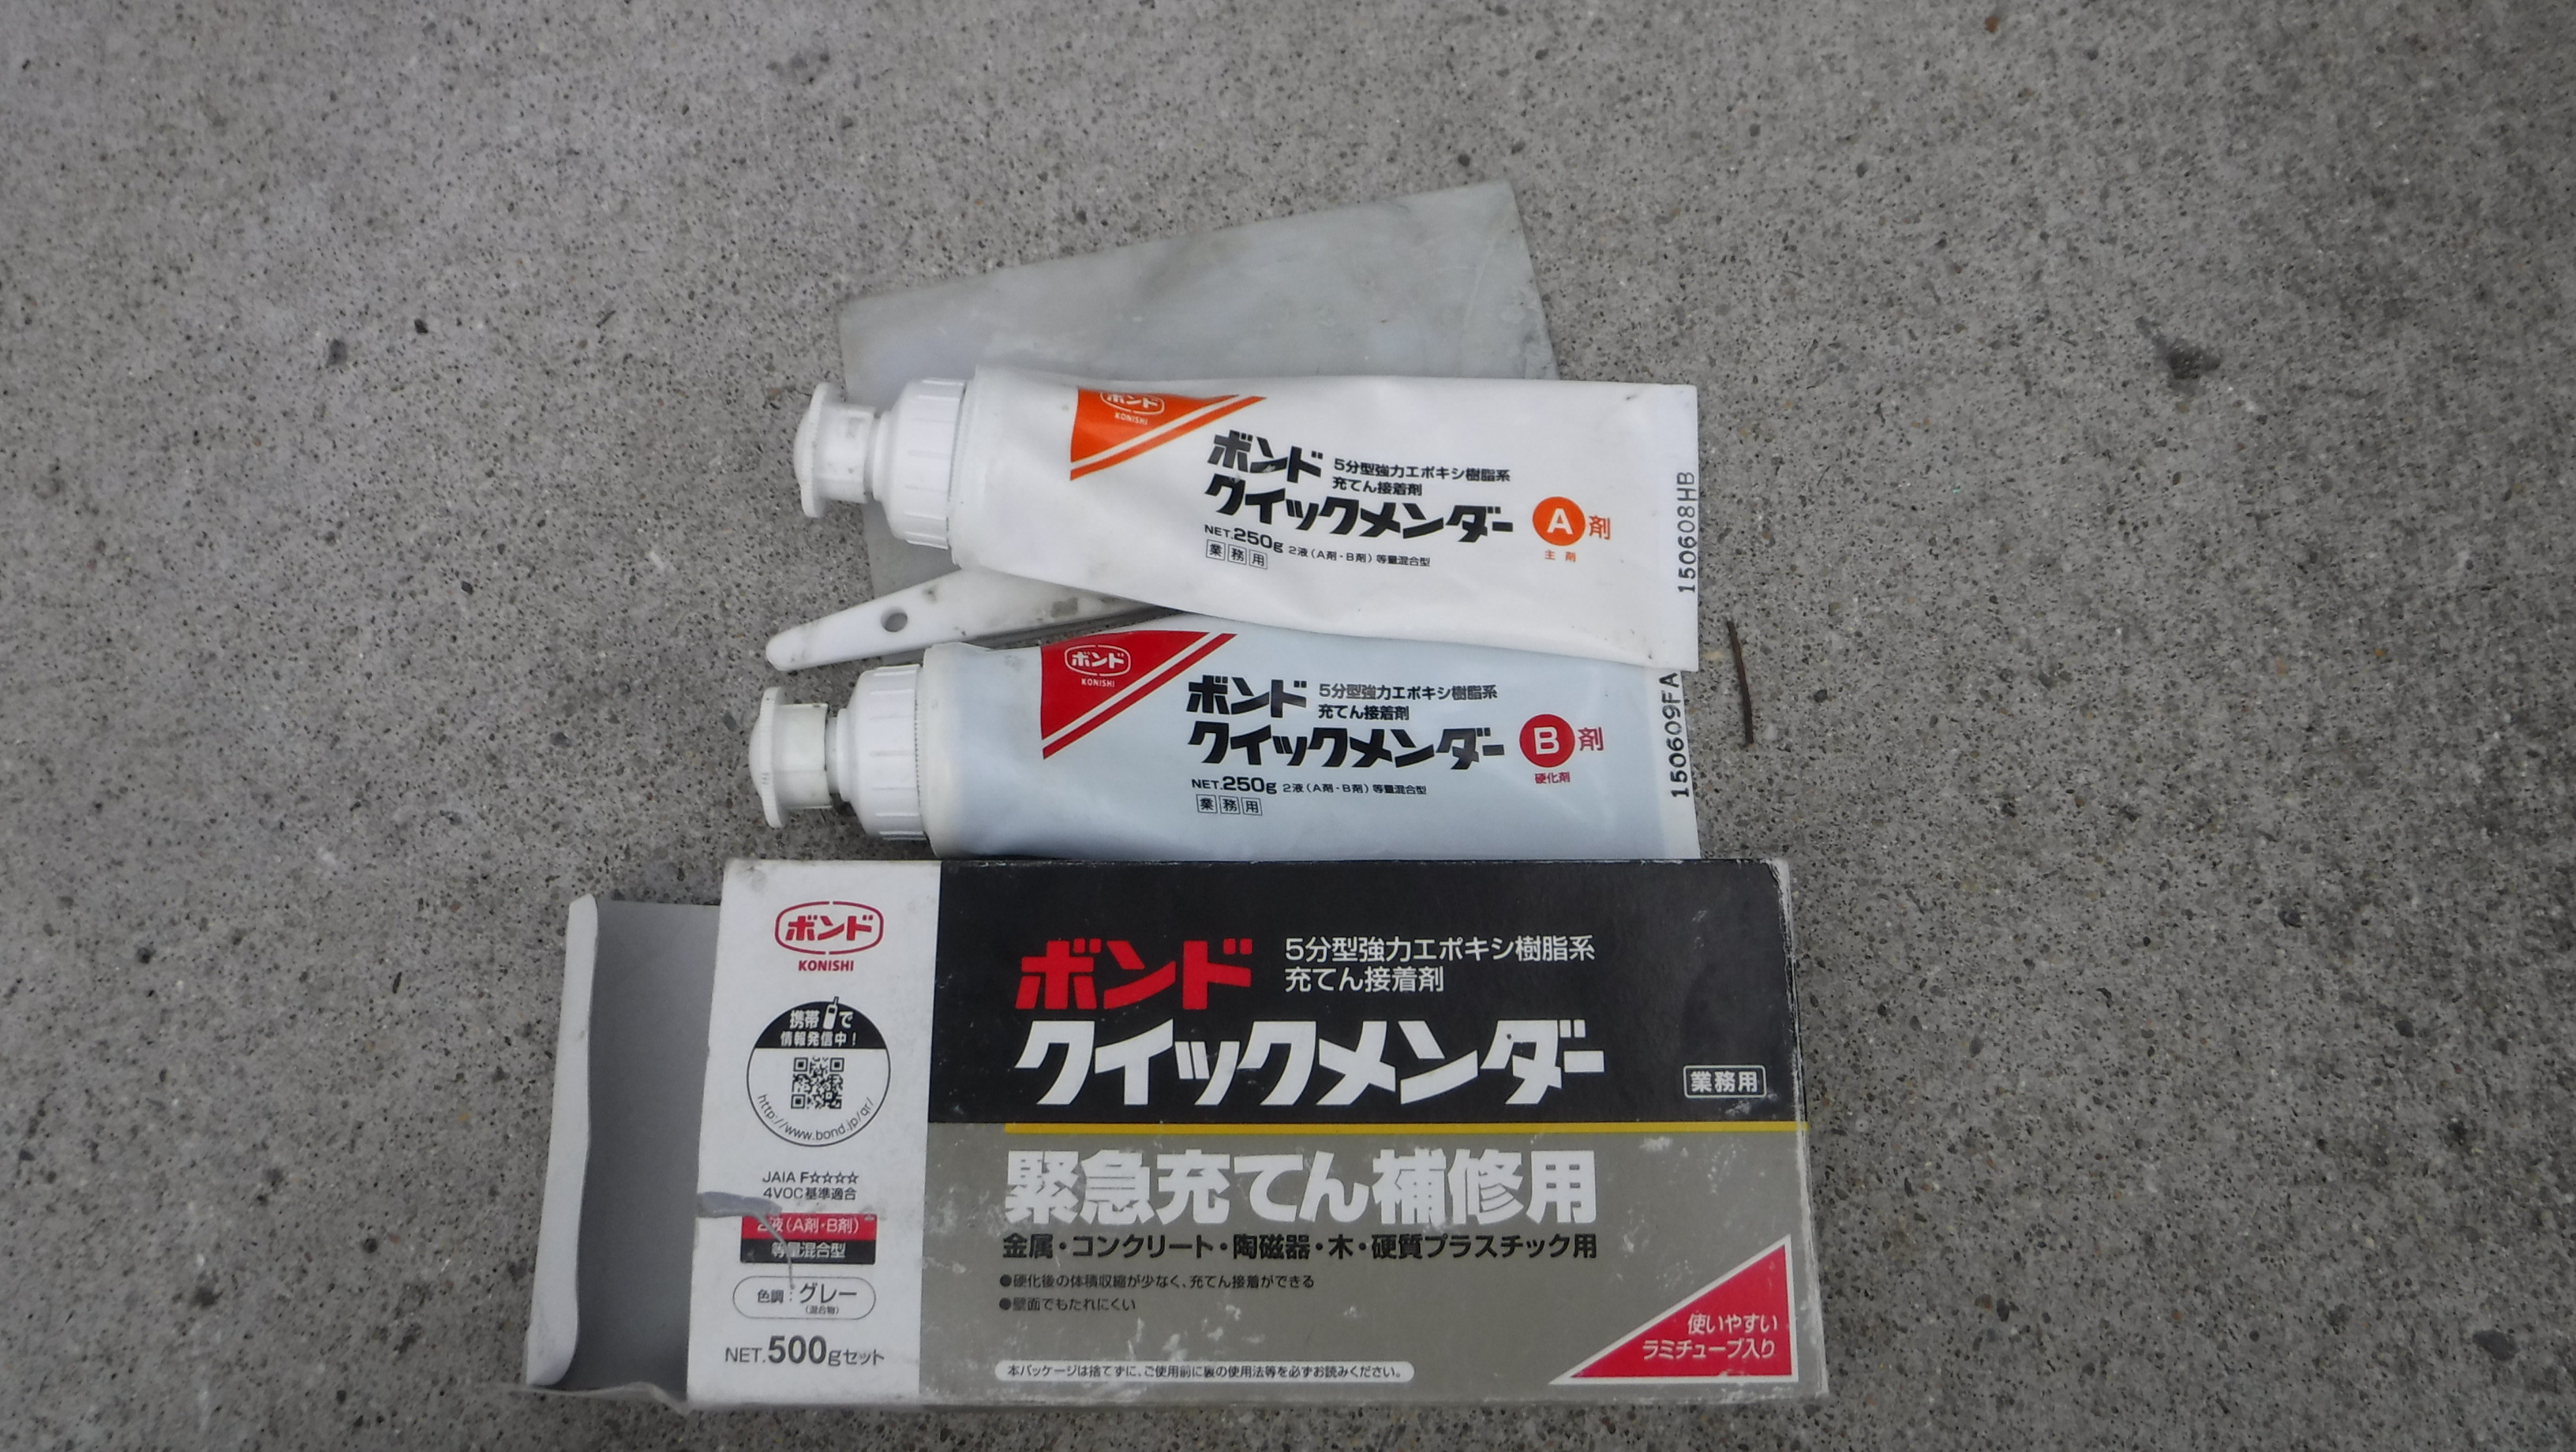 ボンド
KONISHI
ボンド
5分型強力エポキシ樹脂系
充てん接着剤
クイックメンダー
A剤
主剤
NET.250g 2液(A剤・B剤)等量混合型
業務用
150608HB
ボンド
KONISHI
ボンド
5分型強力エポキシ樹脂系
充てん接着剤
クイックメンダー
B剤
硬化剤
NET.250g 2液(A剤・B剤)等量混合型
業務用
150609FA
ボンド
KONISHI
携帯で
情報発信中!
http://www.bond.jp/qr/
JAIA F☆☆☆☆
4VOC基準適合
2液(A剤・B剤)
等量混合型
色調:グレー
(混合物)
NET.500gセット
ボンド
5分型強力エポキシ樹脂系
充てん接着剤
クイックメンダー
業務用
緊急充てん補修用
金属・コンクリート・陶磁器・木・硬質プラスチック用
●硬化後の体積収縮が少なく、充てん接着ができる
●壁面でもたれにくい
使いやすい
ラミチューブ入り
本パッケージは捨てずに、ご使用前に裏の使用法等を必ずお読みください。